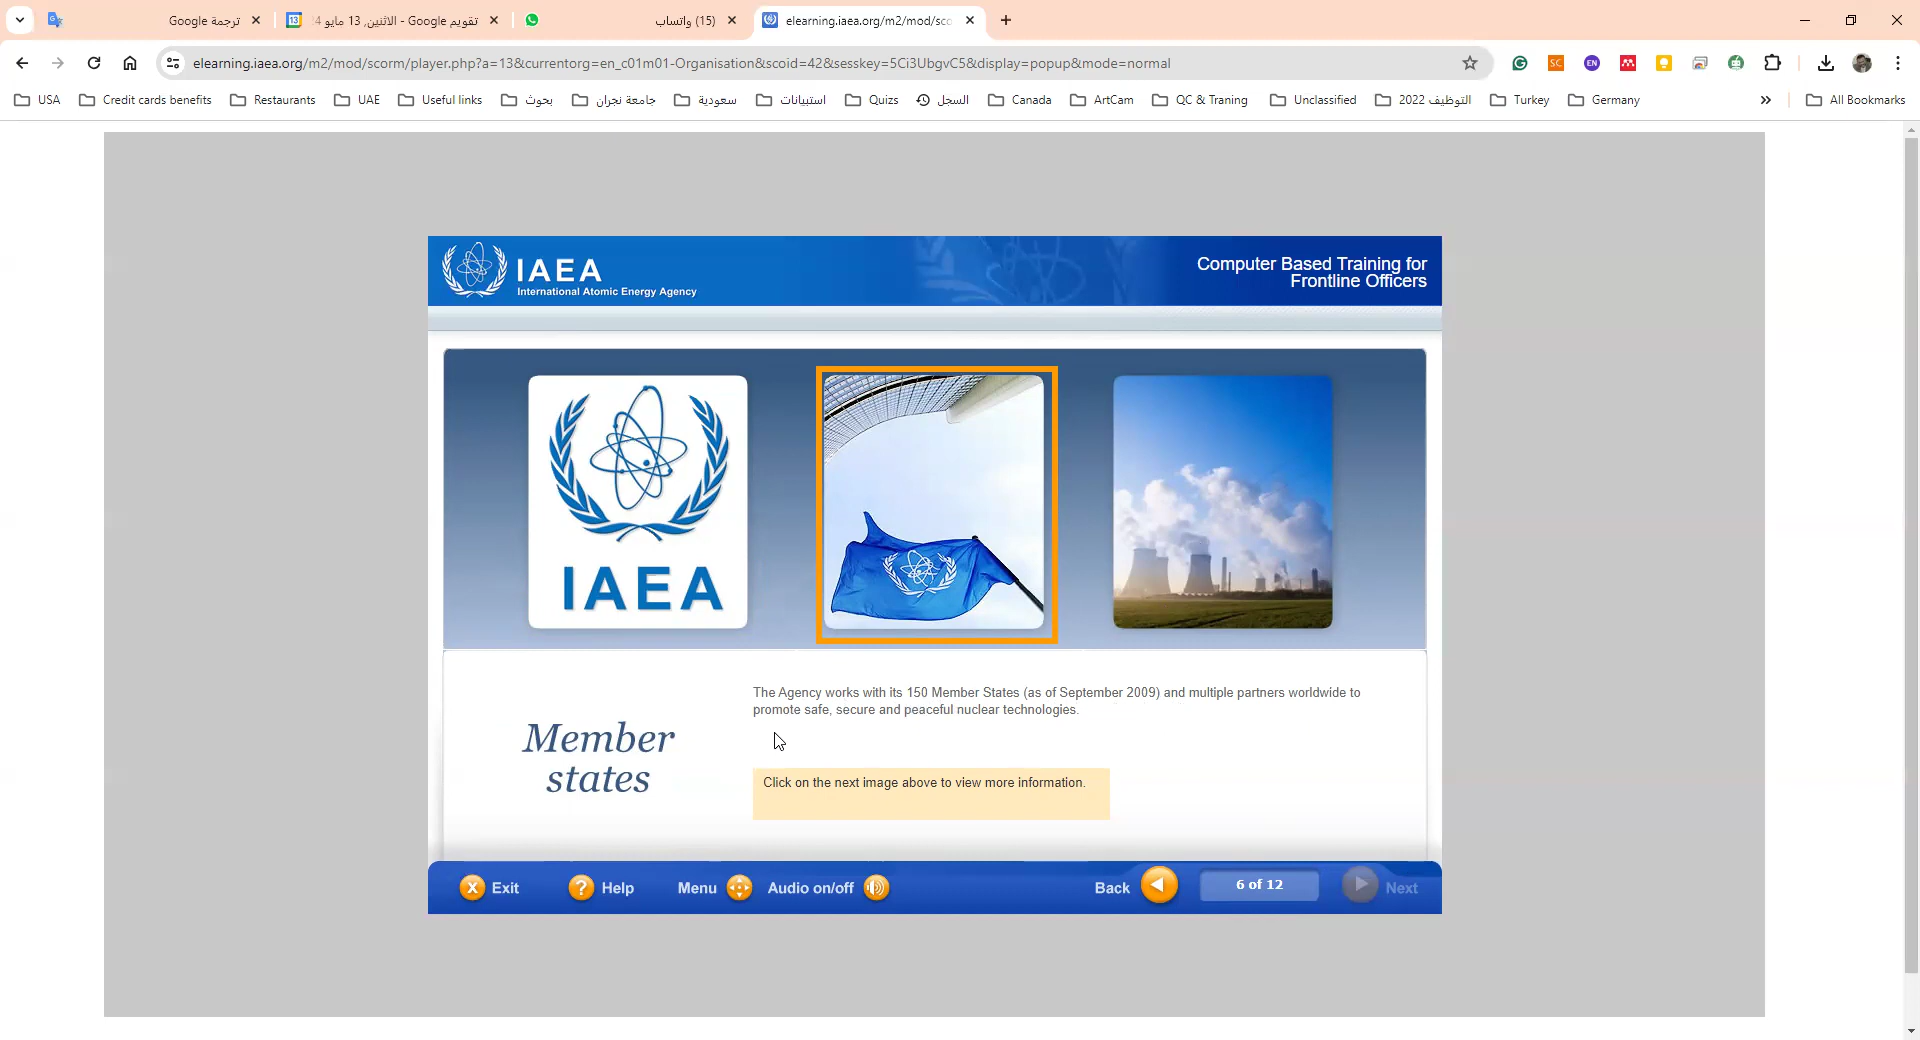 ترجمة Google
تقويم Google - الاثنين, 13 مايو 4
13
(15) واتساب
elearning.iaea.org/m2/mod/sco
elearning.iaea.org/m2/mod/scorm/player.php?a=13&currentorg=en_c01m01-Organisation&scoid=42&sesskey=5Ci3UbgvC5&display=popup&mode=normal
SC
EN
USA
Credit cards benefits
Restaurants
UAE
Useful links
بحوث
جامعة نجران
سعودية
استبيانات
Quizs
السجل
Canada
ArtCam
QC & Traning
Unclassified
التوظيف 2022
Turkey
Germany
»
All Bookmarks
IAEA
International Atomic Energy Agency
Computer Based Training for
Frontline Officers
IAEA
The Agency works with its 150 Member States (as of September 2009) and multiple partners worldwide to
promote safe, secure and peaceful nuclear technologies.
Member
states
Click on the next image above to view more information.
X Exit
? Help
Menu
Audio on/off
Back
6 of 12
Next